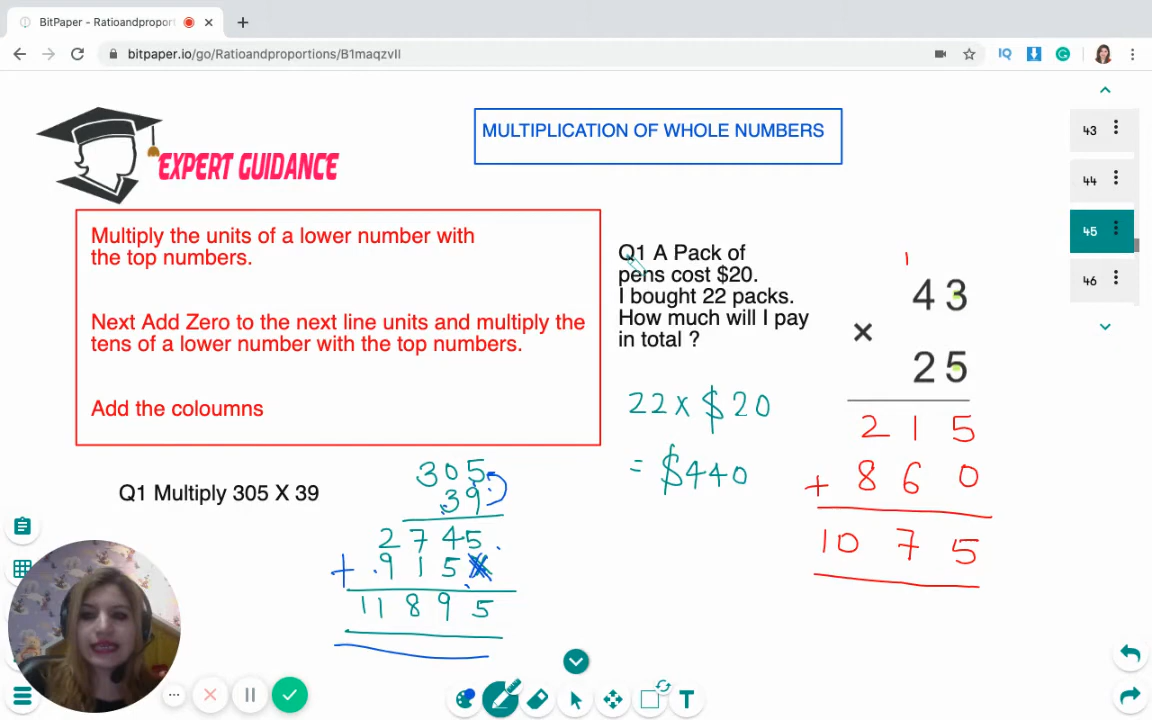 BitPaper - Ratioandpropor
bitpaper.io/go/Ratioandproportions/B1maqzvIl
IQ
MULTIPLICATION OF WHOLE NUMBERS
EXPERT GUIDANCE
Multiply the units of a lower number with
the top numbers.
Next Add Zero to the next line units and multiply the
tens of a lower number with the top numbers.
Add the coloumns
Q1 Multiply 305 X 39
305
39
2745
+ 915x
11895
Q1 A Pack of
pens cost $20.
I bought 22 packs.
How much will I pay
in total ?
22 x $20
= $440
1
43
×
25
215
+ 860
1075
43
44
45
46
T